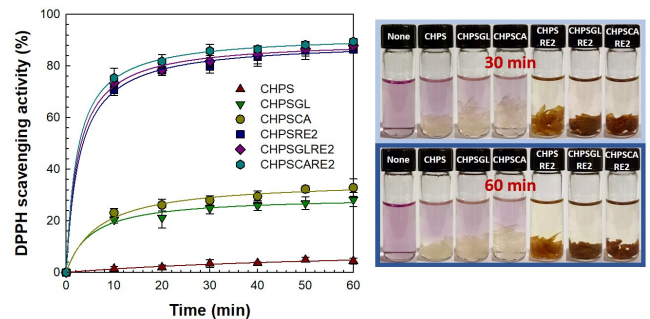 DPPH scavenging activity (%)
100
80
60
40
20
0
CHPS
CHPSGL
CHPSCA
CHPSRE2
CHPSGLRE2
CHPSCARE2
0 10 20 30 40 50 60
Time (min)
None CHPS CHPSGL CHPSCA CHPS RE2 CHPSGL RE2 CHPSCA RE2
30 min
None CHPS CHPSGL CHPSCA CHPS RE2 CHPSGL RE2 CHPSCA RE2
60 min